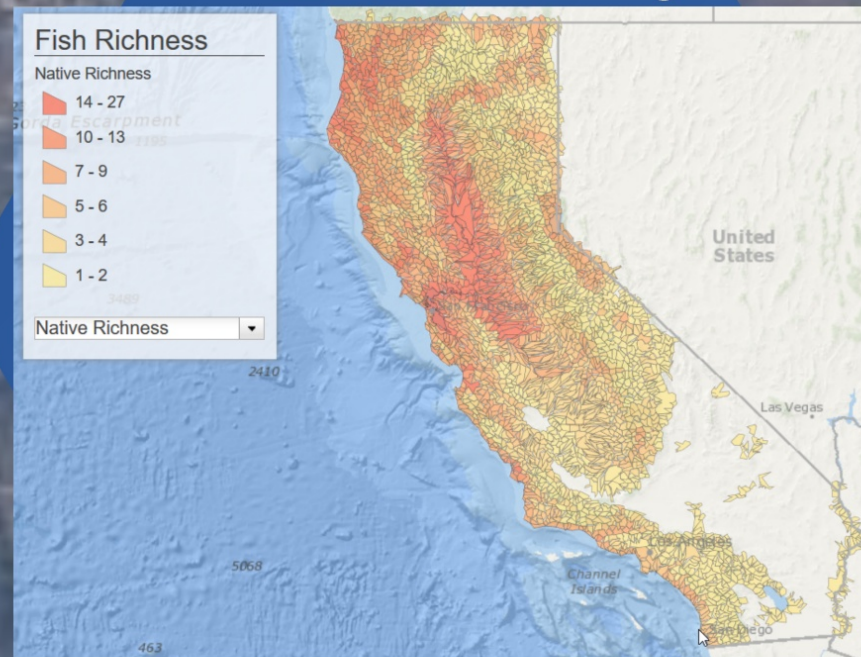 Fish Richness
Native Richness
14 - 27
Gorda Escarpment
1195
10 - 13
7 - 9
5 - 6
United
States
3 - 4
1 - 2
3489
Native Richness
2410
Las Vegas
Los Angeles
5068
Channel
Islands
San Diego
463